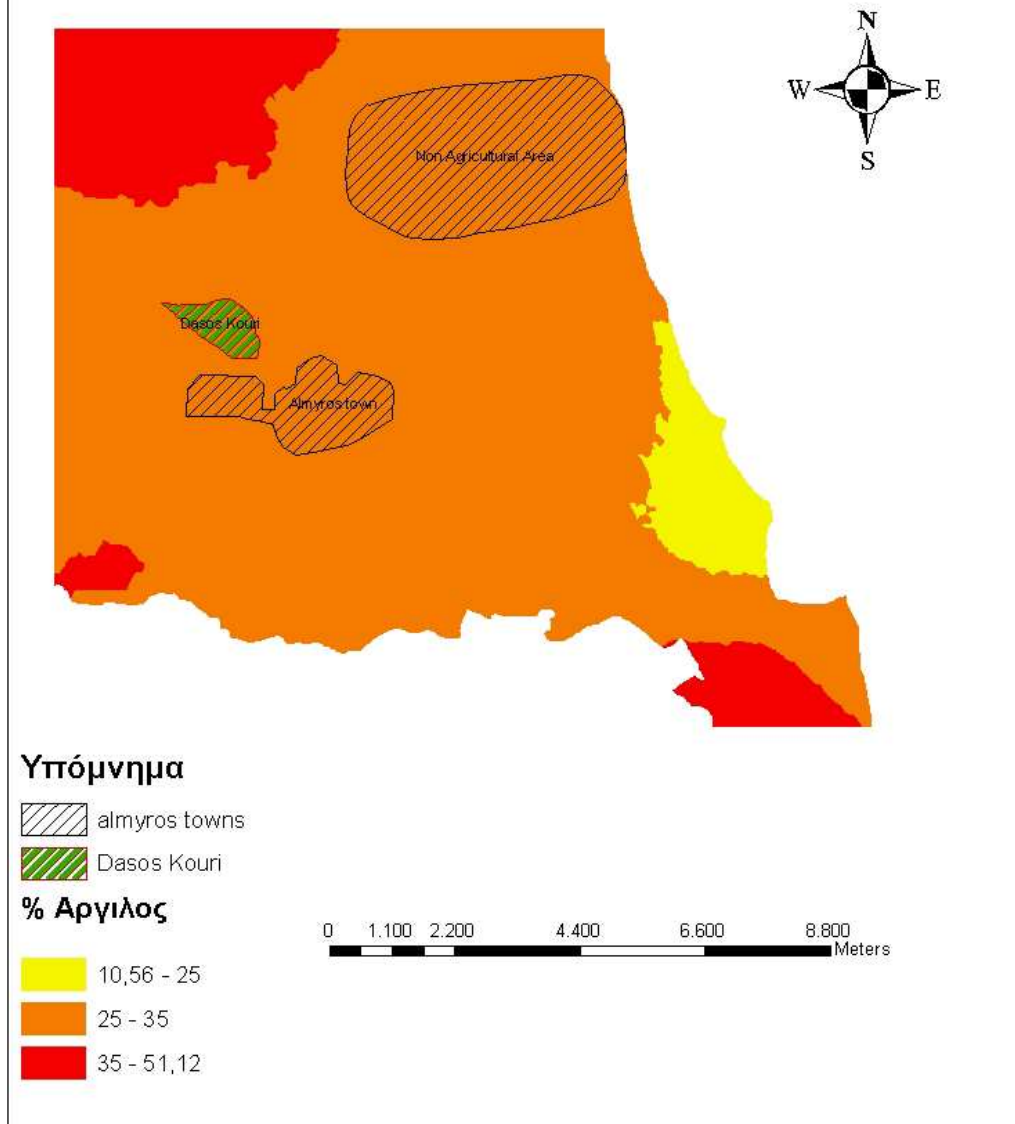 N
W E
S
Non Agricultural Area
Dasos Kouri
Almyros town
Υπόμνημα
almyros towns
Dasos Kouri
% Αργιλος
0 1.100 2.200 4.400 6.600 8.800
Meters
10,56 - 25
25 - 35
35 - 51,12